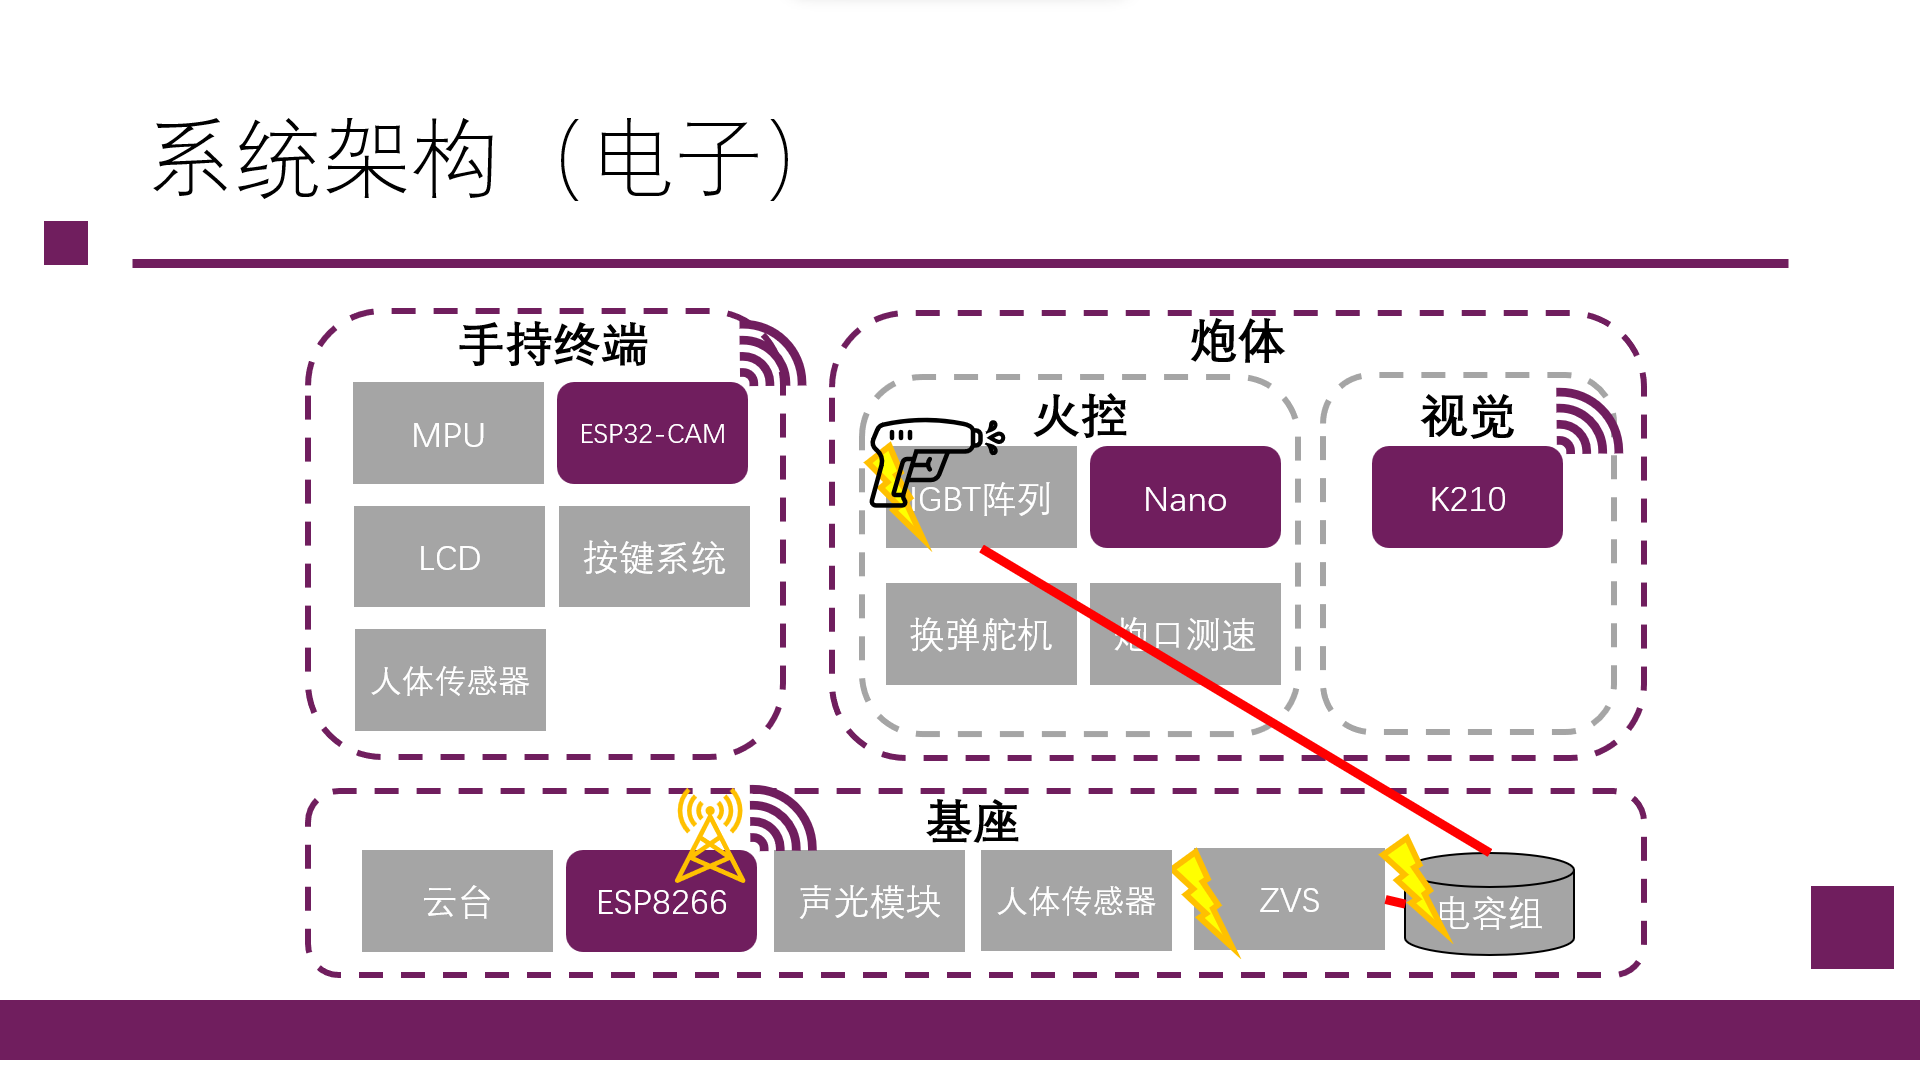 系统架构（电子）
手持终端
MPU
ESP32-CAM
LCD
按键系统
人体传感器
炮体
火控
IGBT阵列
Nano
换弹舵机
炮口测速
视觉
K210
基座
云台
ESP8266
声光模块
人体传感器
ZVS
电容组